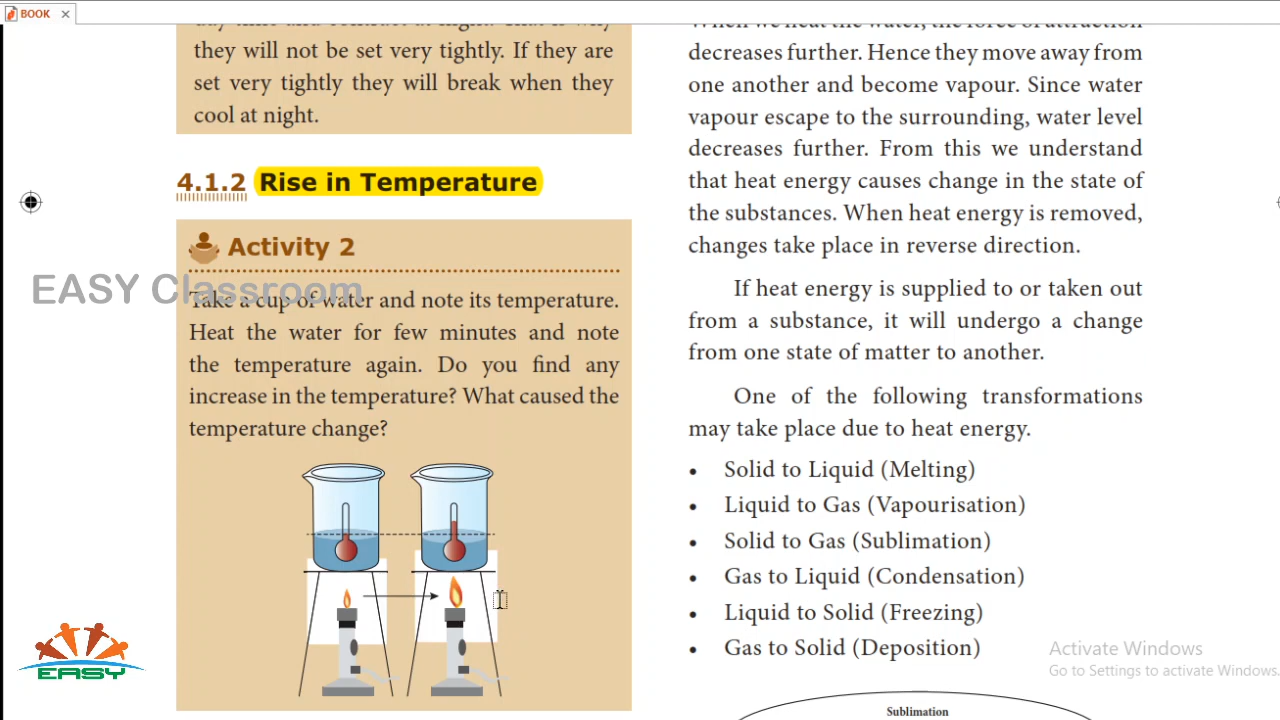 BOOK
they will not be set very tightly. If they are
set very tightly they will break when they
cool at night.
4.1.2 Rise in Temperature
Activity 2
EASY Classroom
Take a cup of water and note its temperature.
Heat the water for few minutes and note
the temperature again. Do you find any
increase in the temperature? What caused the
temperature change?
EASY
When we heat the water, the force of attraction
decreases further. Hence they move away from
one another and become vapour. Since water
vapour escape to the surrounding, water level
decreases further. From this we understand
that heat energy causes change in the state of
the substances. When heat energy is removed,
changes take place in reverse direction.
If heat energy is supplied to or taken out
from a substance, it will undergo a change
from one state of matter to another.
One of the following transformations
may take place due to heat energy.
• Solid to Liquid (Melting)
• Liquid to Gas (Vapourisation)
• Solid to Gas (Sublimation)
• Gas to Liquid (Condensation)
• Liquid to Solid (Freezing)
• Gas to Solid (Deposition)
Activate Windows
Go to Settings to activate Windows.
Sublimation